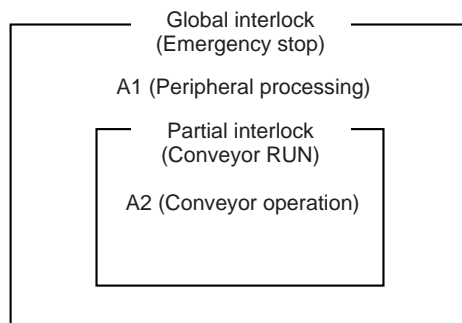 Global interlock
(Emergency stop)
A1 (Peripheral processing)
Partial interlock
(Conveyor RUN)
A2 (Conveyor operation)